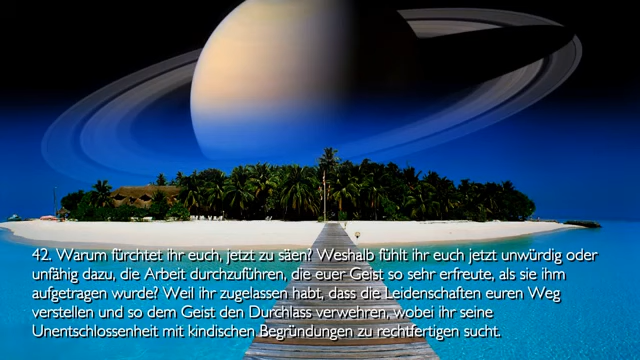 42. Warum fürchtet ihr euch, jetzt zu säen? Weshalb fühlt ihr euch jetzt unwürdig oder
unfähig dazu, die Arbeit durchzuführen, die euer Geist so sehr erfreute, als sie ihm
aufgetragen wurde? Weil ihr zugelassen habt, dass die Leidenschaften euren Weg
verstellen und so dem Geist den Durchlass verwehren, wobei ihr seine
Unentschlossenheit mit kindischen Begründungen zu rechtfertigen sucht.